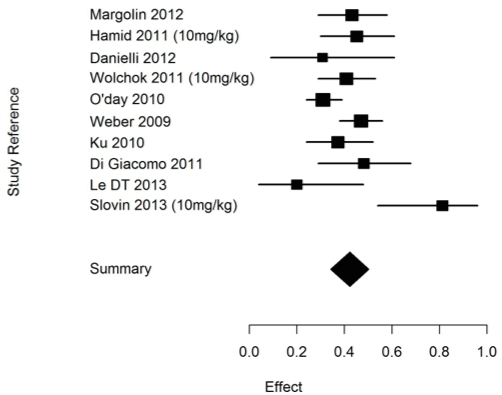 Margolin 2012
Hamid 2011 (10mg/kg)
Danielli 2012
Wolchok 2011 (10mg/kg)
O'day 2010
Weber 2009
Ku 2010
Di Giacomo 2011
Le DT 2013
Slovin 2013 (10mg/kg)
Study Reference
Summary
0.0 0.2 0.4 0.6 0.8 1.0
Effect